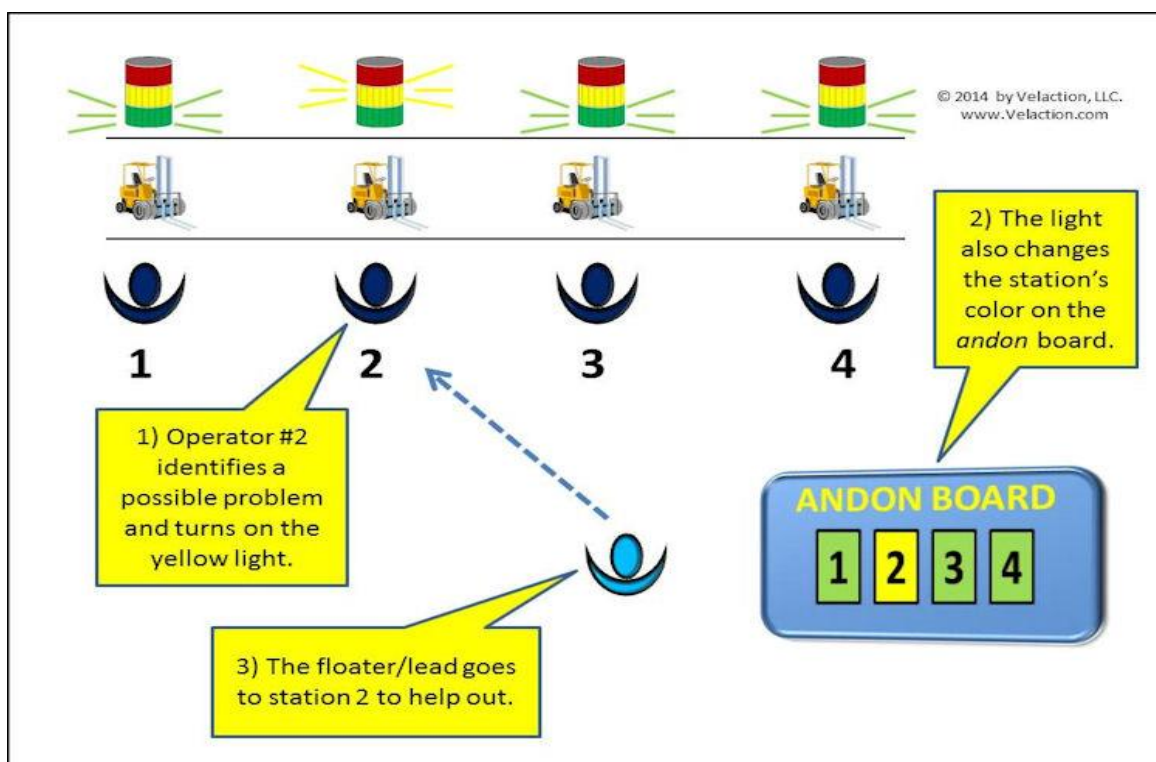 © 2014 by Velaction, LLC.
www.Velaction.com
2) The light
also changes
the station's
color on the
andon board.
1
2
3
4
1) Operator #2
identifies a
possible problem
and turns on the
yellow light.
ANDON BOARD
1 2 3 4
3) The floater/lead goes
to station 2 to help out.